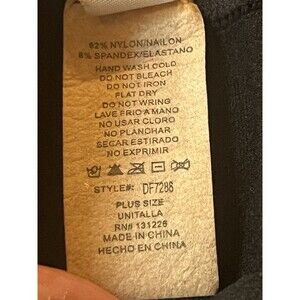 92% NYLON/NAILON
8% SPANDEX/ELASTANO
HAND WASH COLD
DO NOT BLEACH
DO NOT IRON
FLAT DRY
DO NOT WRING
LAVE FRIO A MANO
NO USAR CLORO
NO PLANCHAR
SECAR ESTIRADO
NO EXPRIMIR
STYLE#: DF7288
PLUS SIZE
UNITALLA
RN# 131226
MADE IN CHINA
HECHO EN CHINA